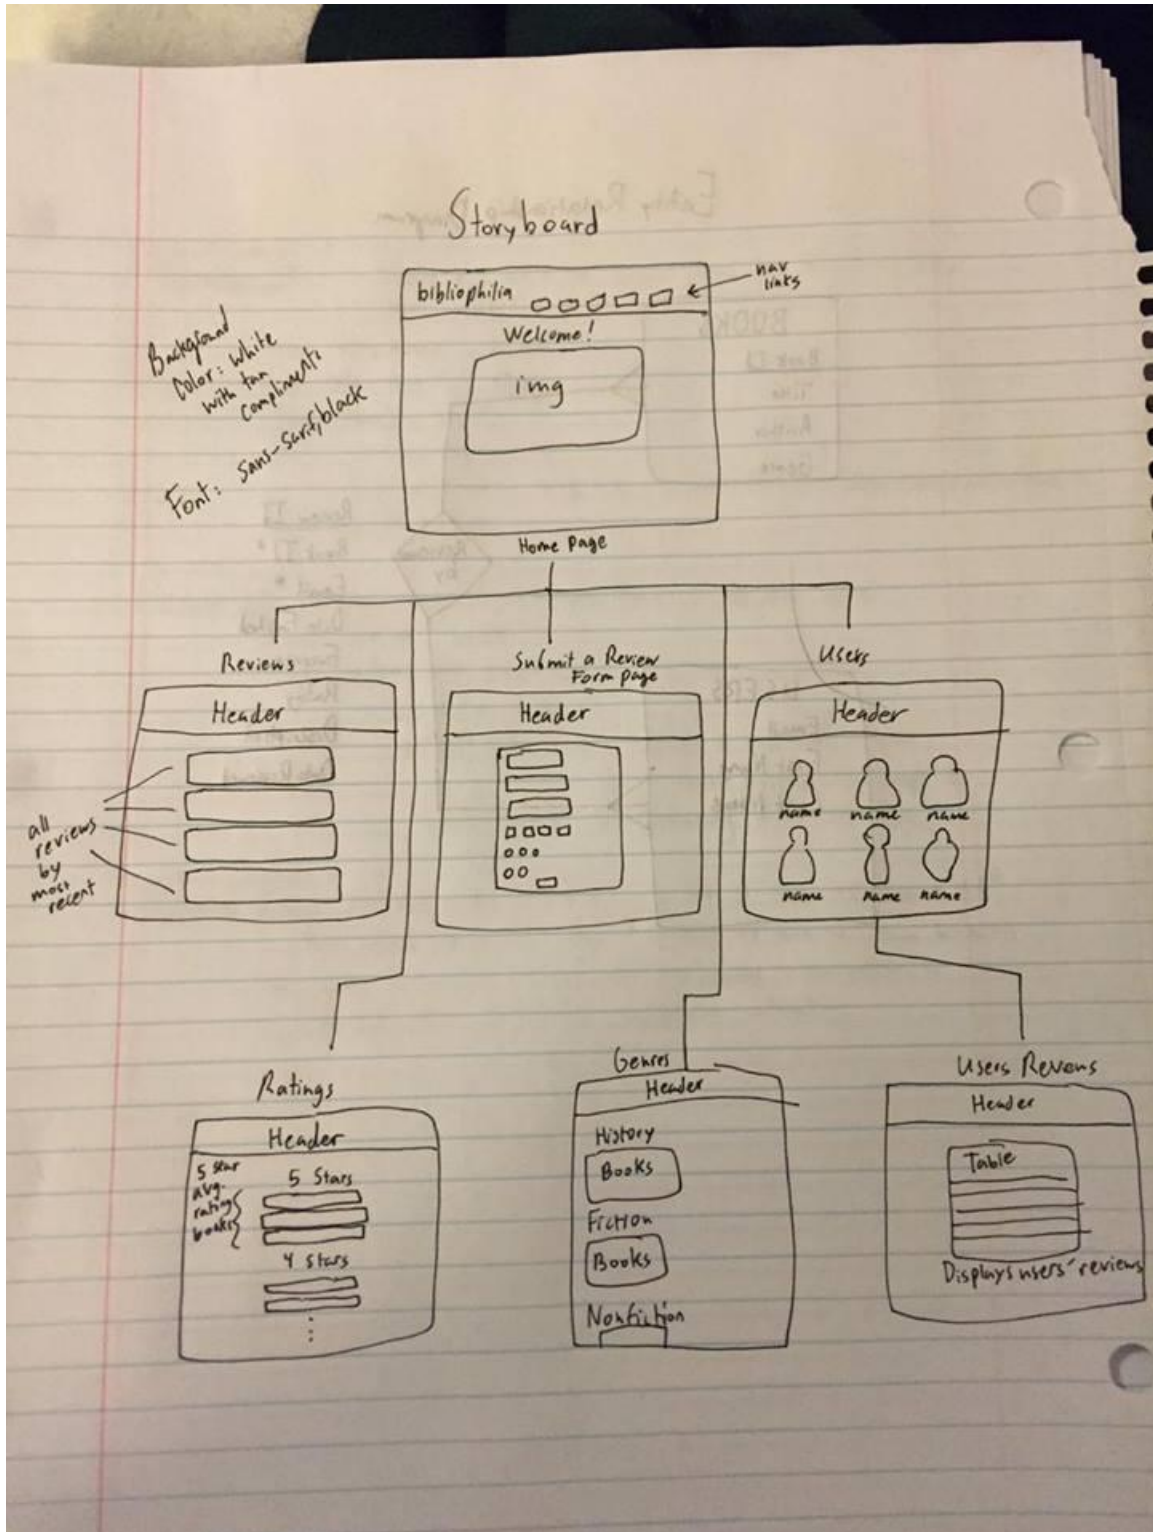 Storyboard
bibliophilia
nav
links
Welcome!
img
Background
Color: White
with tan
compliments
Font: Sans-sarif, black
Home Page
Reviews
Header
all
reviews
by
most
recent
Submit a Review
Form page
Header
Users
Header
name name name
name name name
Ratings
Header
5 star
avg.
rating
books
5 Stars
4 stars
Genres
Header
History
Books
Fiction
Books
Nonfiction
Users Reviews
Header
Table
Displays users' reviews